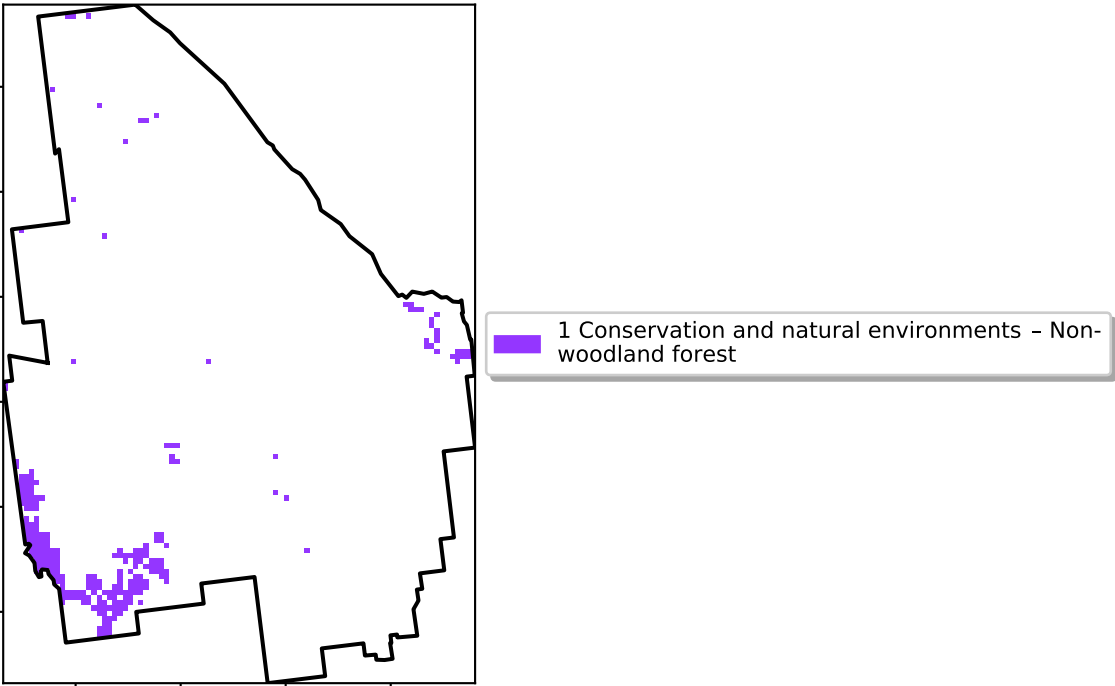 1 Conservation and natural environments – Non-
woodland forest